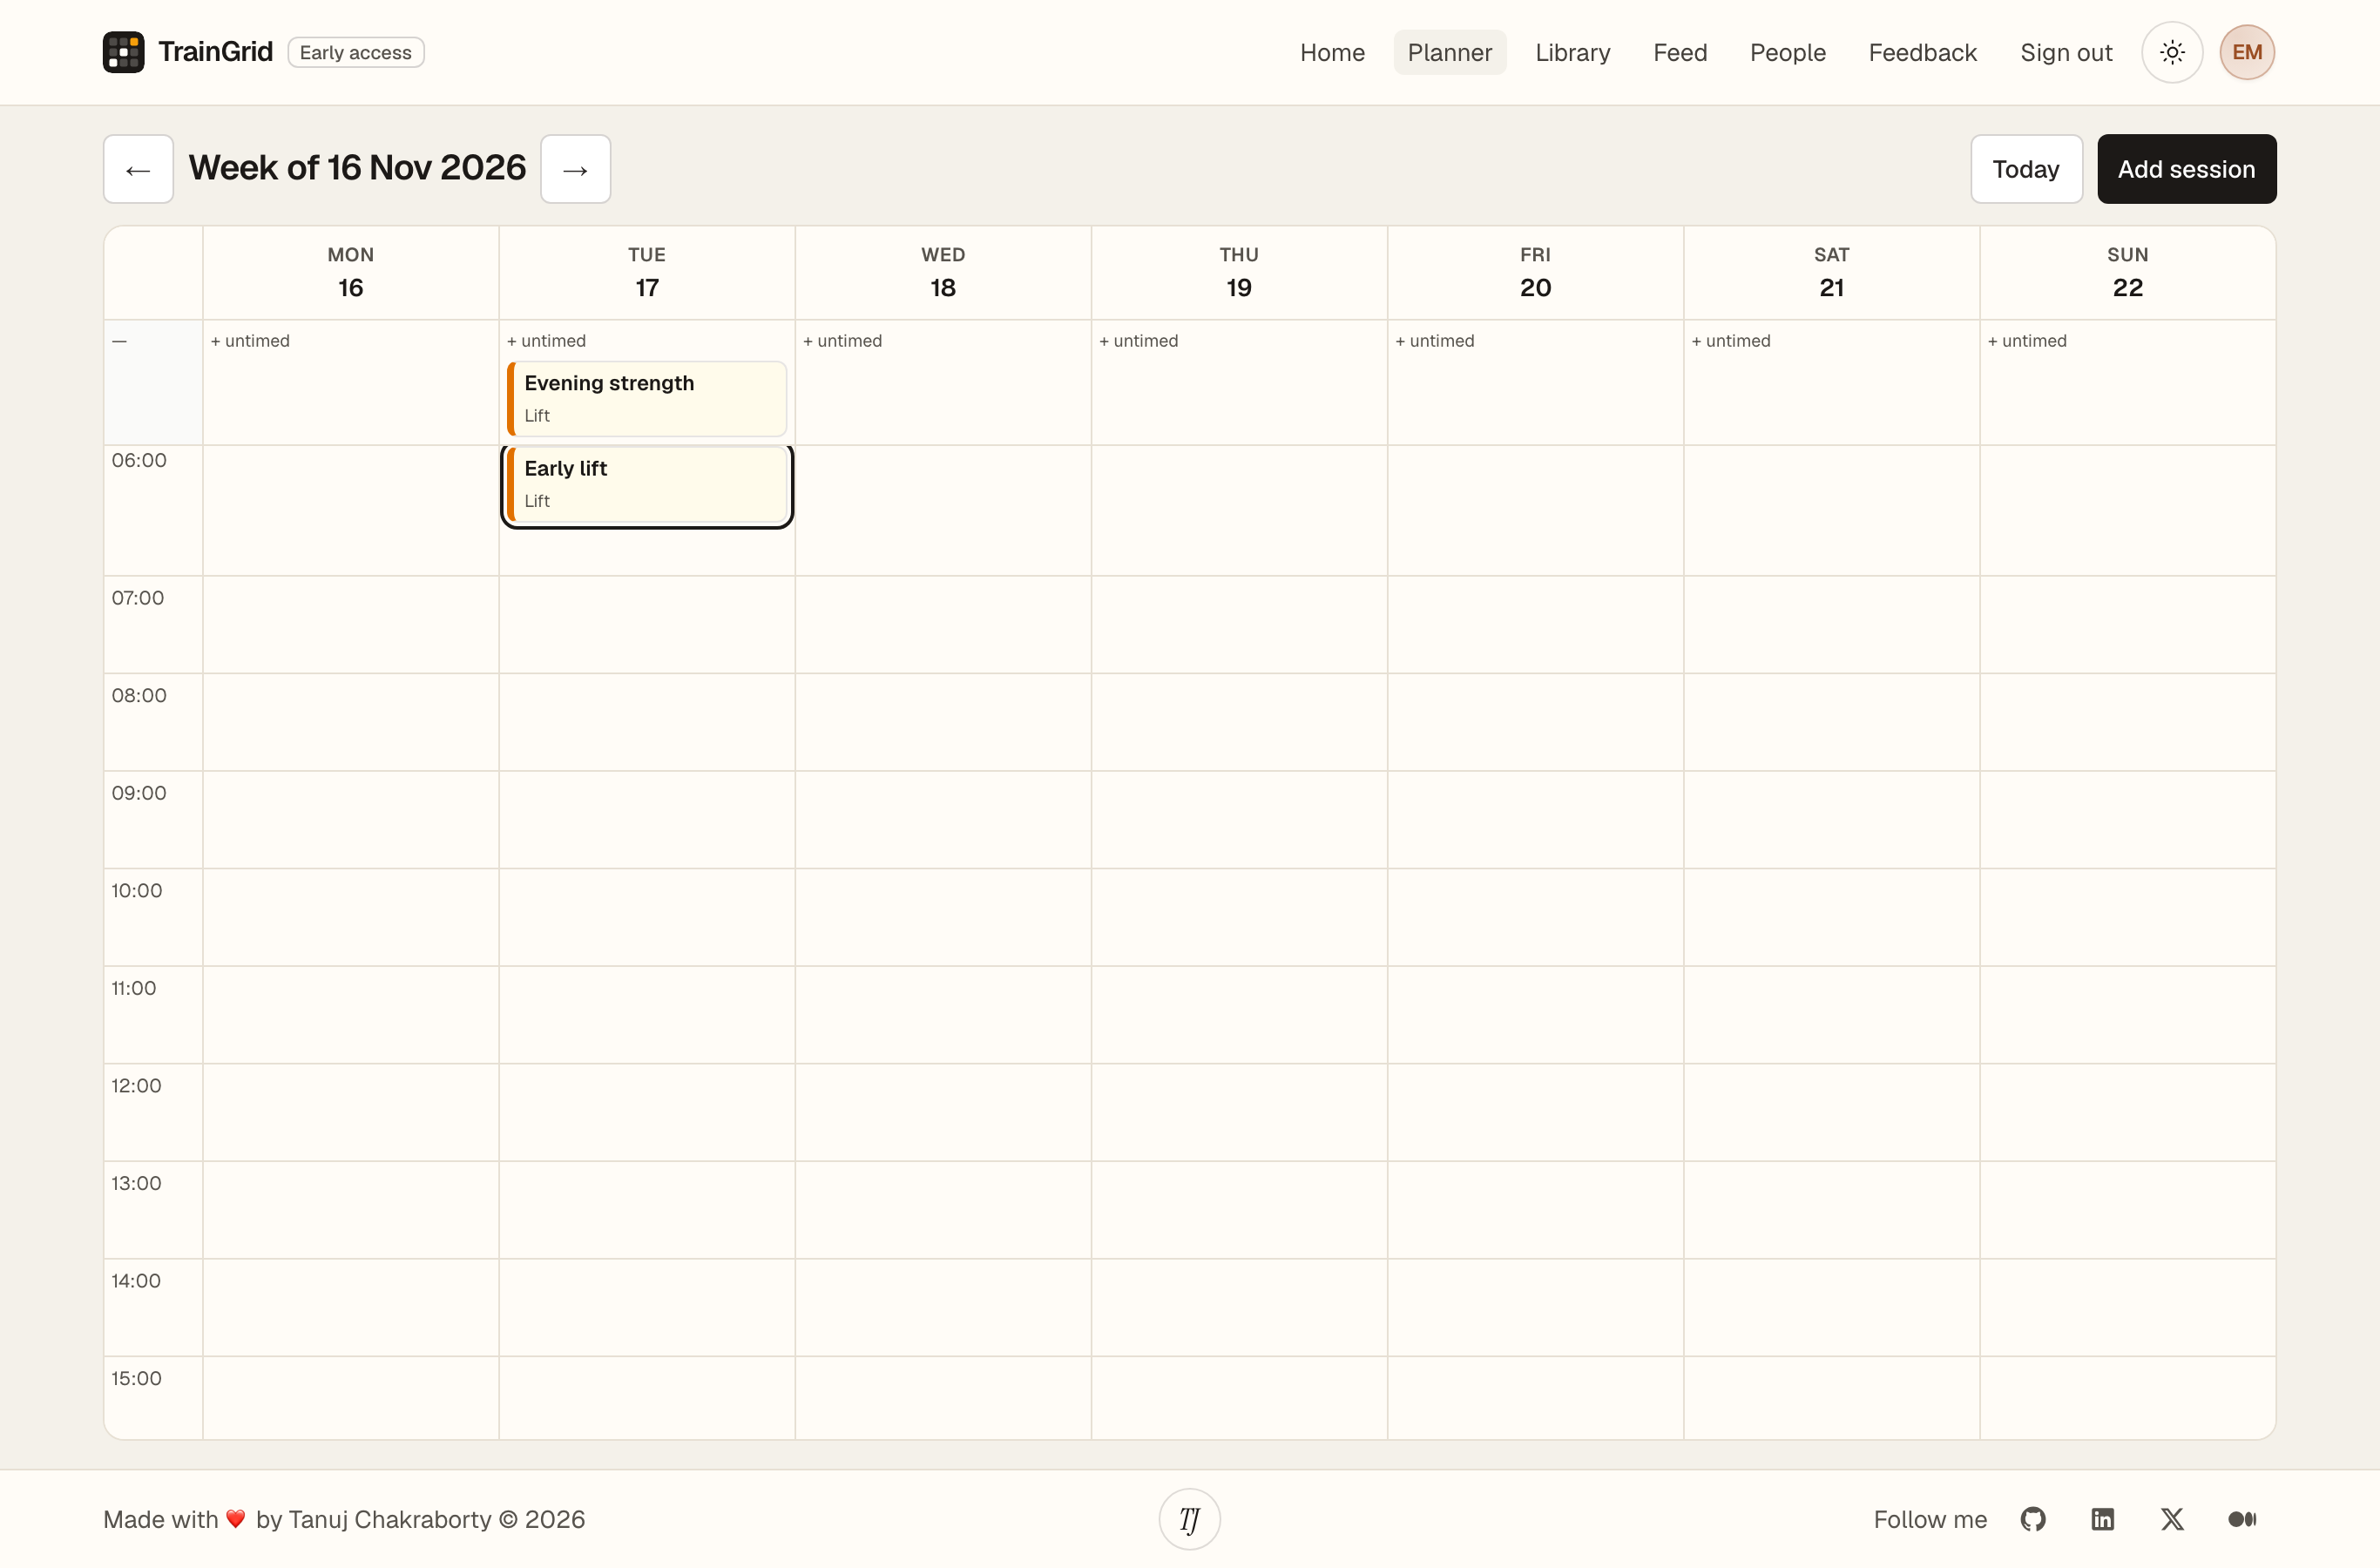 TrainGrid Early access Home Planner Library Feed People Feedback Sign out EM
← Week of 16 Nov 2026 → Today Add session
MON TUE WED THU FRI SAT SUN
16 17 18 19 20 21 22
— + untimed + untimed + untimed + untimed + untimed + untimed + untimed
Evening strength
Lift
06:00
Early lift
Lift
07:00
08:00
09:00
10:00
11:00
12:00
13:00
14:00
15:00
Made with ❤️ by Tanuj Chakraborty © 2026 TJ Follow me